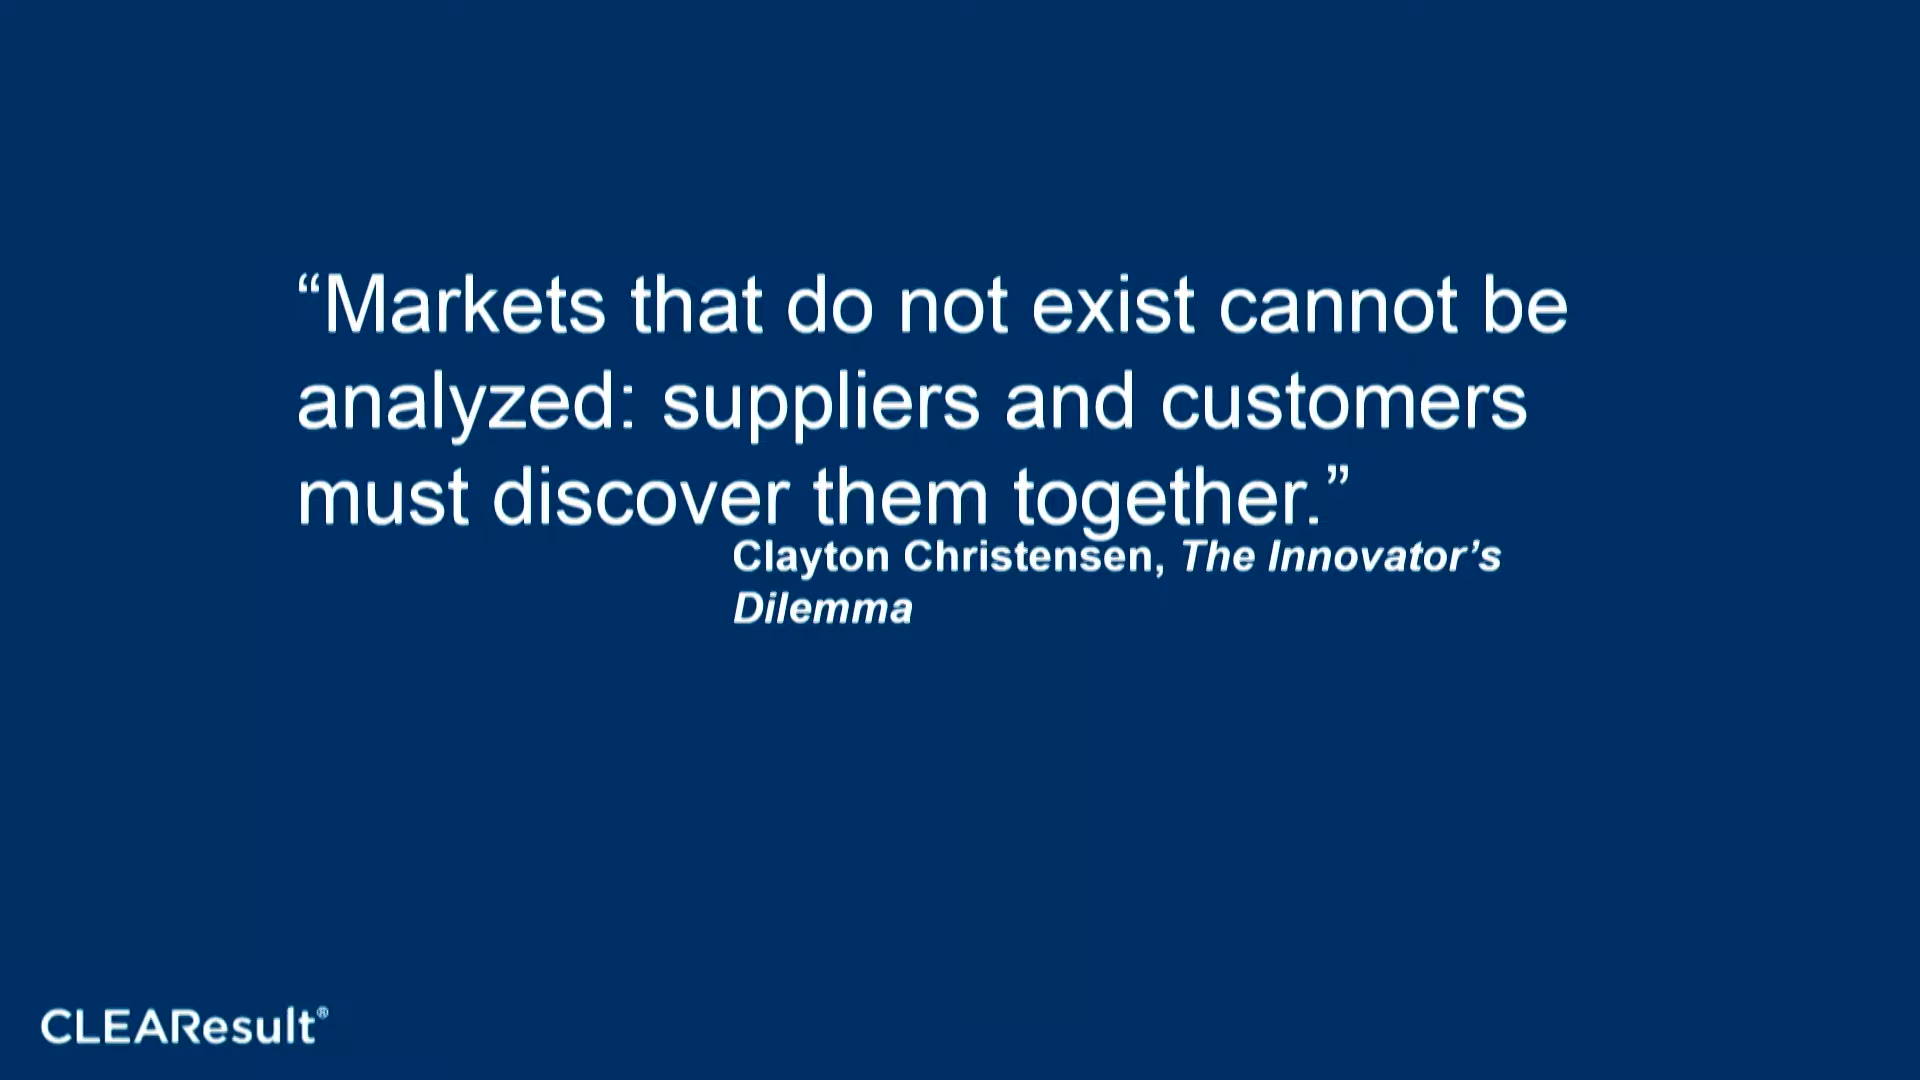 “Markets that do not exist cannot be
analyzed: suppliers and customers
must discover them together.”
Clayton Christensen, The Innovator’s
Dilemma
CLEAResult®